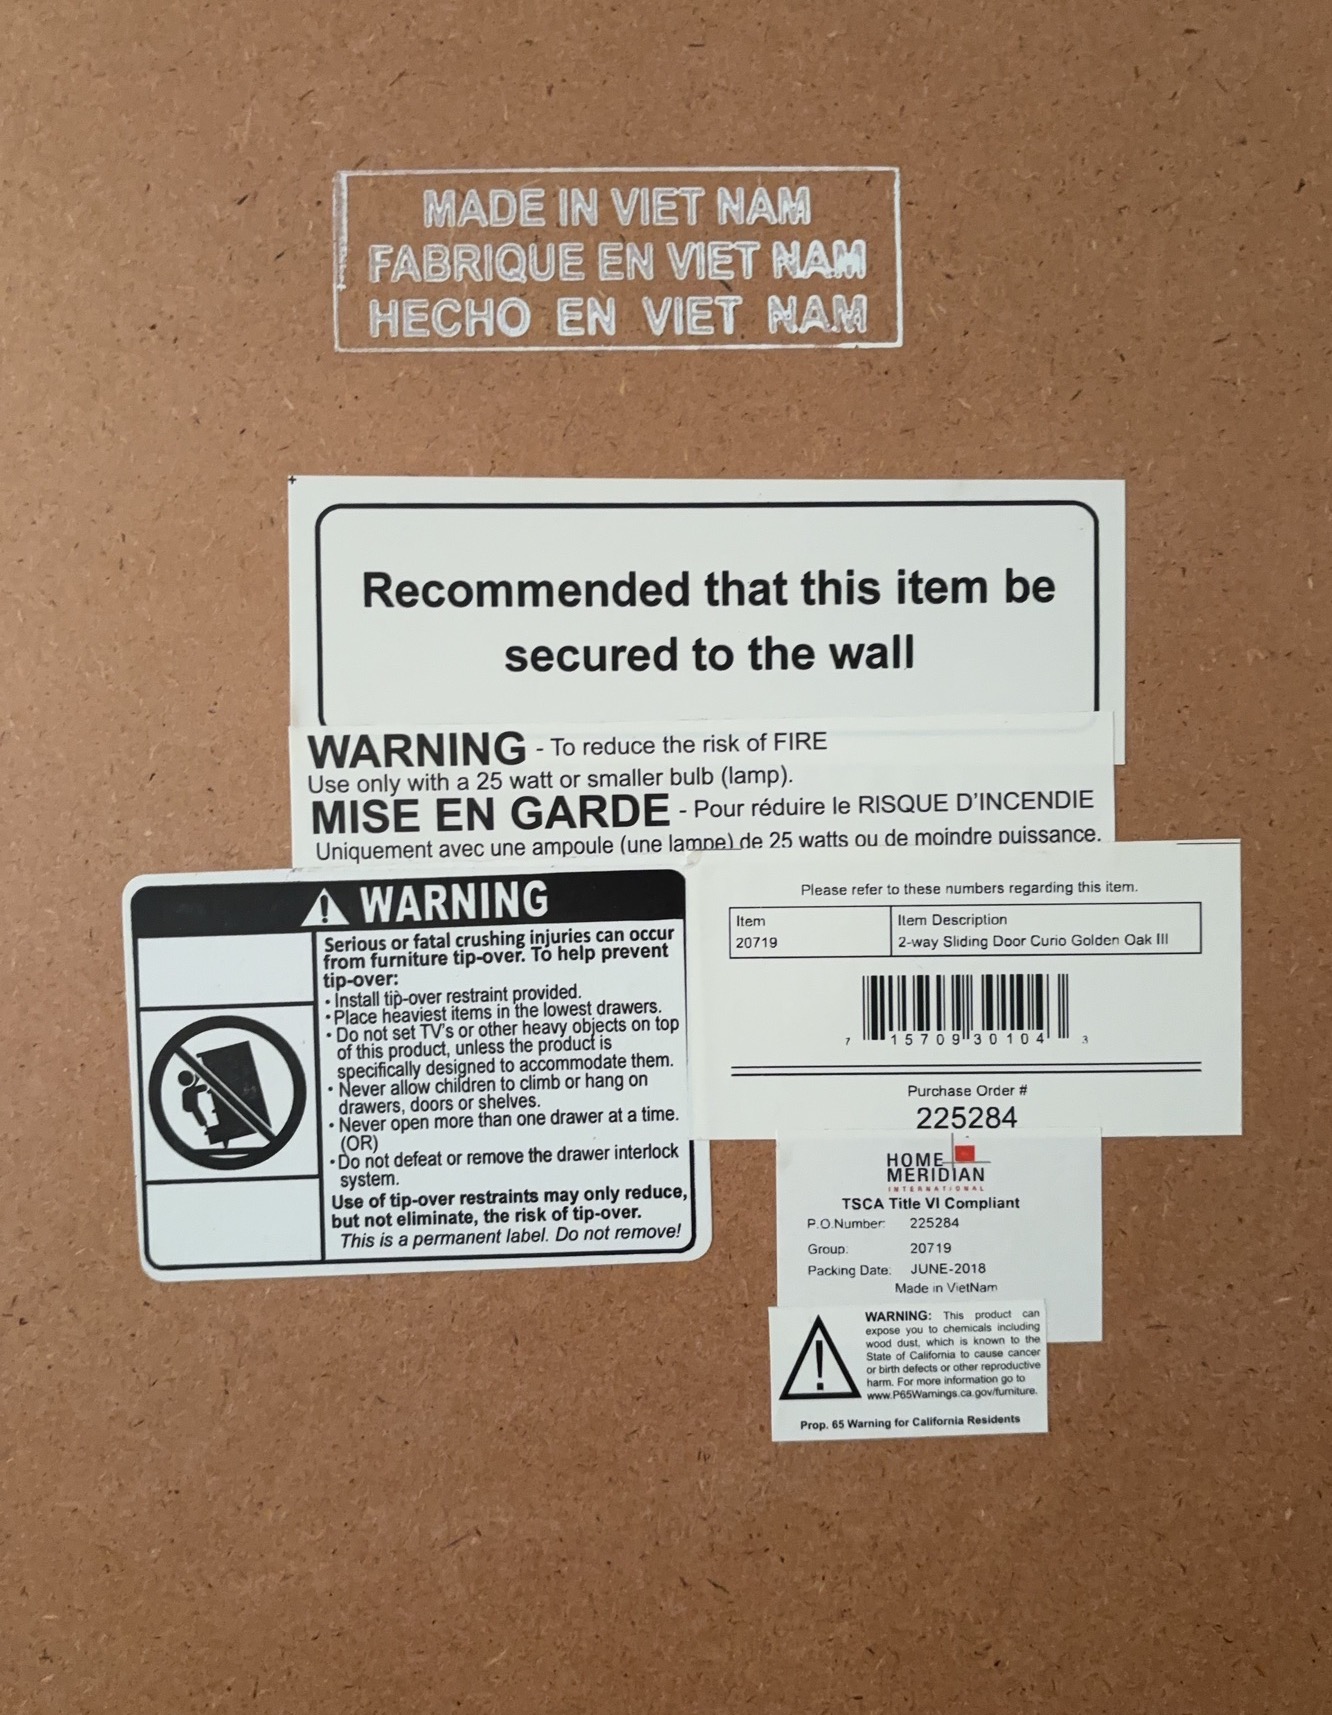 MADE IN VIET NAM
FABRIQUE EN VIET NAM
HECHO EN VIET NAM
Recommended that this item be
secured to the wall
WARNING - To reduce the risk of FIRE
Use only with a 25 watt or smaller bulb (lamp).
MISE EN GARDE - Pour réduire le RISQUE D'INCENDIE
Uniquement avec une ampoule (une lampe) de 25 watts ou de moindre puissance.
WARNING
Serious or fatal crushing injuries can occur
from furniture tip-over. To help prevent
tip-over:
• Install tip-over restraint provided.
• Place heaviest items in the lowest drawers.
• Do not set TV's or other heavy objects on top
of this product, unless the product is
specifically designed to accommodate them.
• Never allow children to climb or hang on
drawers, doors or shelves.
• Never open more than one drawer at a time.
(OR)
• Do not defeat or remove the drawer interlock
system.
Use of tip-over restraints may only reduce,
but not eliminate, the risk of tip-over.
This is a permanent label. Do not remove!
Please refer to these numbers regarding this item.
Item Item Description
20719 2-way Sliding Door Curio Golden Oak III
7 15709 30104 3
Purchase Order #
225284
HOME
MERIDIAN
INTERNATIONAL
TSCA Title VI Compliant
P.O.Number: 225284
Group: 20719
Packing Date: JUNE-2018
Made in VietNam
WARNING: This product can
expose you to chemicals including
wood dust, which is known to the
State of California to cause cancer
or birth defects or other reproductive
harm. For more information go to
www.P65Warnings.ca.gov/furniture.
Prop. 65 Warning for California Residents